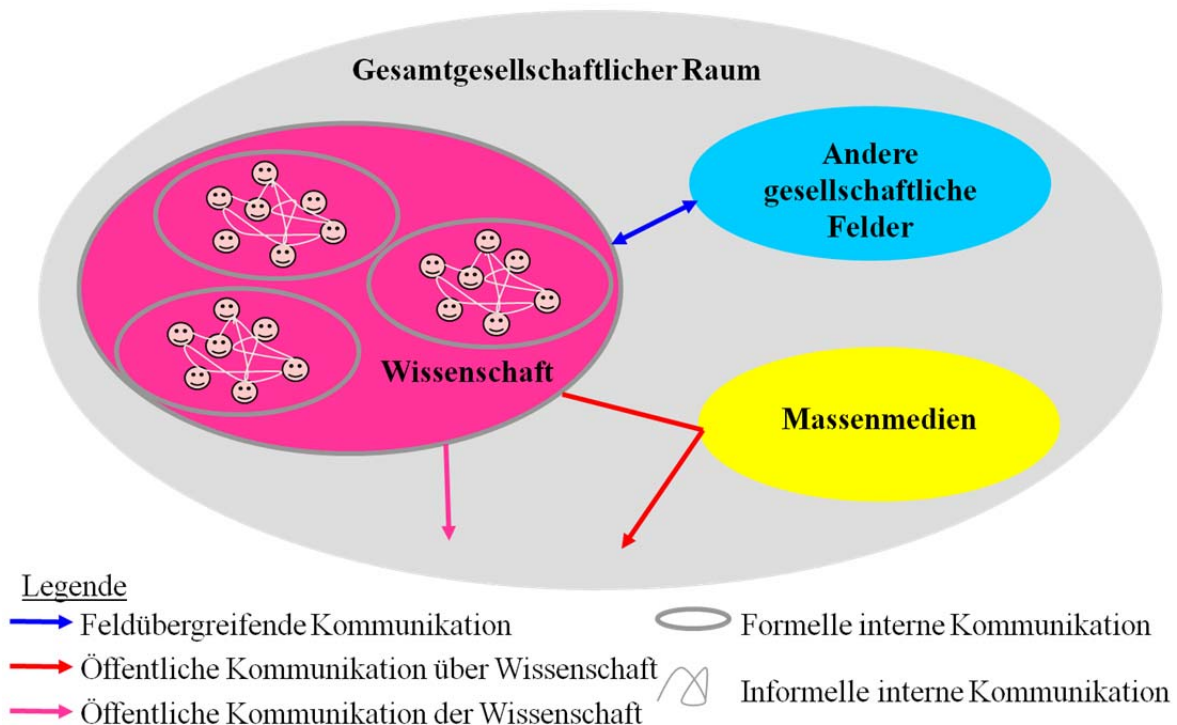 Gesamtgesellschaftlicher Raum
Andere
gesellschaftliche
Felder
Wissenschaft
Massenmedien
Legende
Feldübergreifende Kommunikation
Öffentliche Kommunikation über Wissenschaft
Öffentliche Kommunikation der Wissenschaft
Formelle interne Kommunikation
Informelle interne Kommunikation